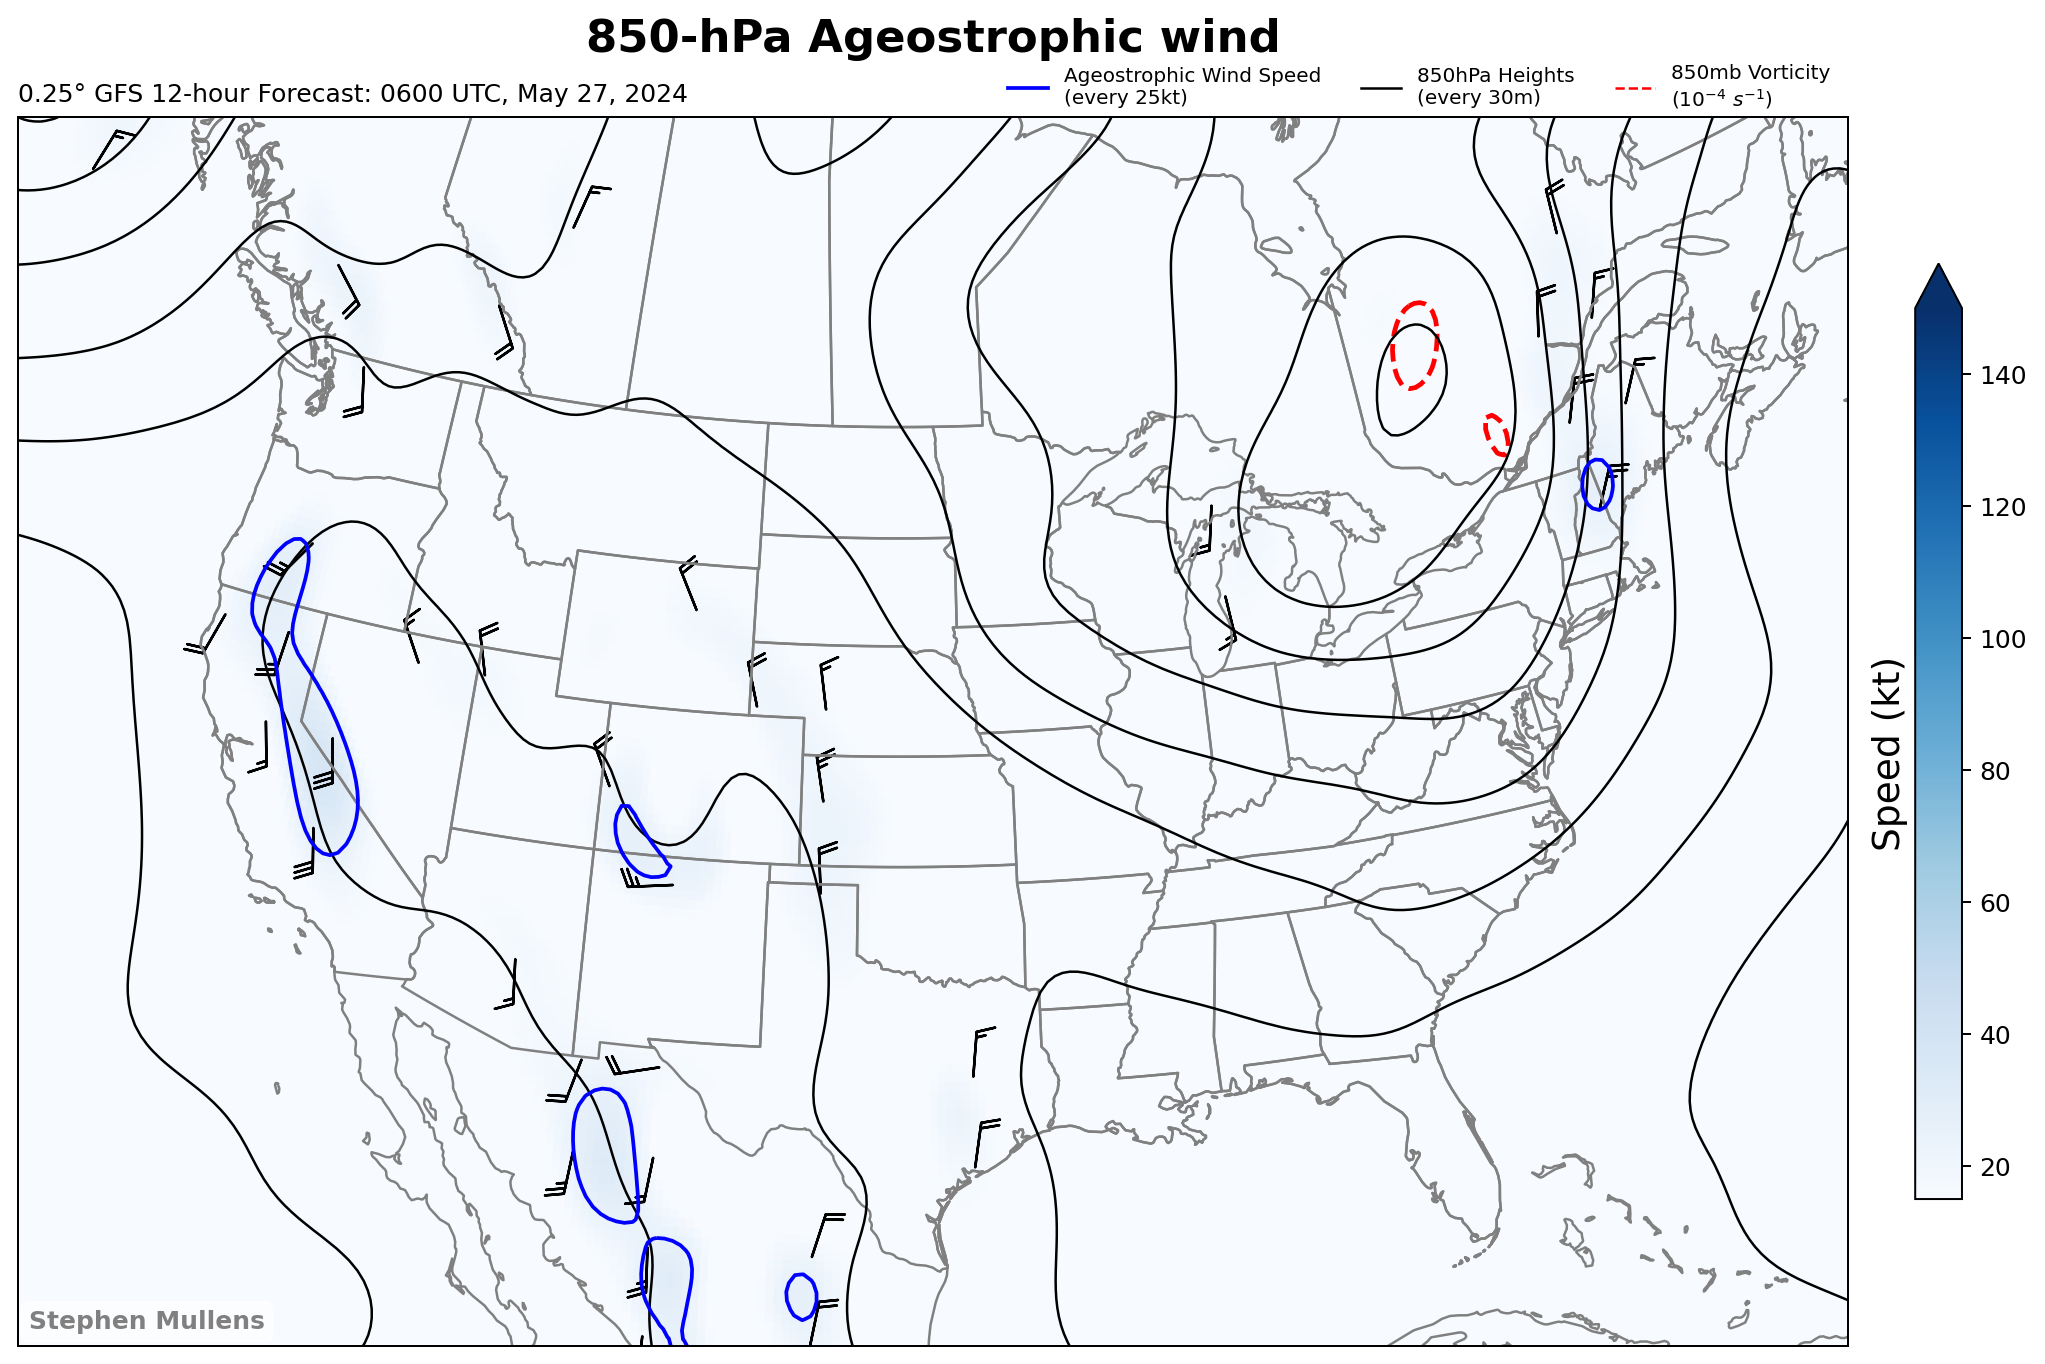 850-hPa Ageostrophic wind
0.25° GFS 12-hour Forecast: 0600 UTC, May 27, 2024
Ageostrophic Wind Speed
(every 25kt)
850hPa Heights
(every 30m)
850mb Vorticity
(10⁻⁴ s⁻¹)
140
120
100
80
60
40
20
Speed (kt)
Stephen Mullens